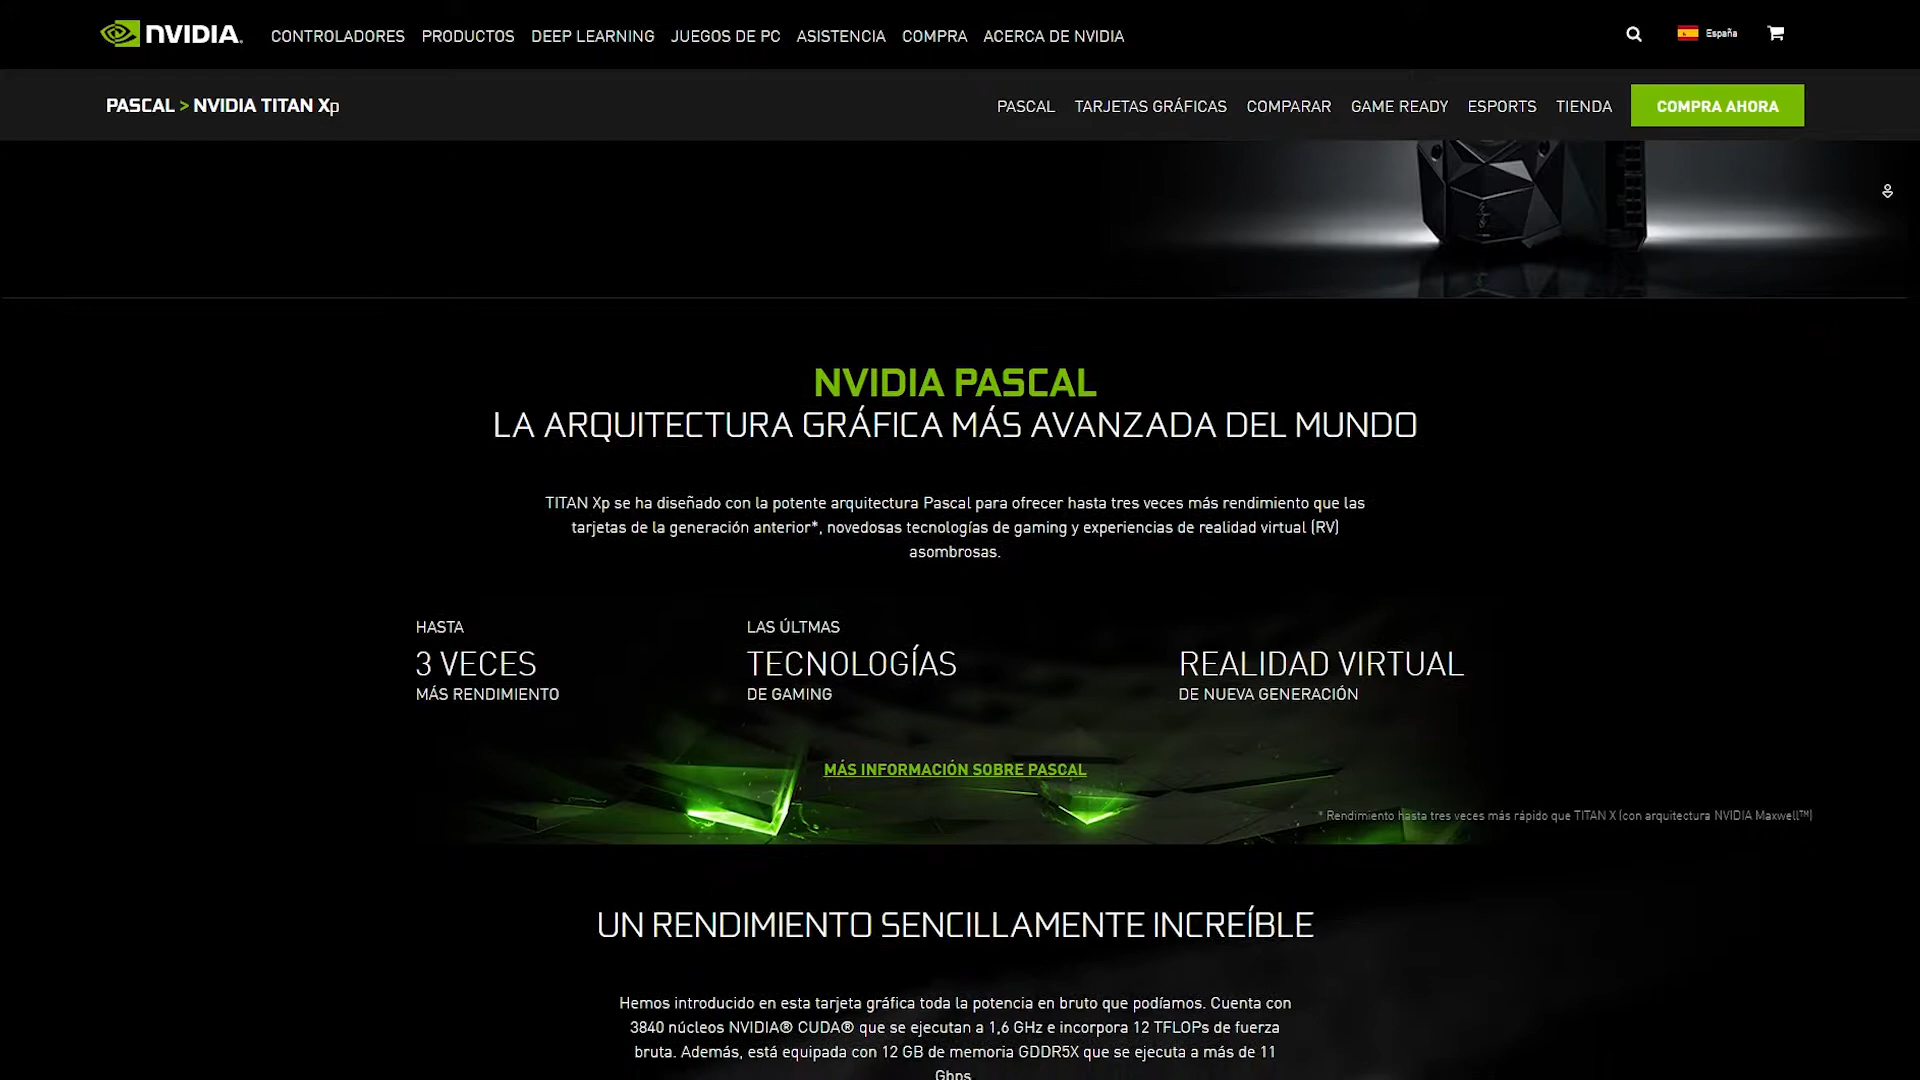 NVIDIA.
CONTROLADORES PRODUCTOS DEEP LEARNING JUEGOS DE PC ASISTENCIA COMPRA ACERCA DE NVIDIA
España
PASCAL > NVIDIA TITAN Xp
PASCAL TARJETAS GRÁFICAS COMPARAR GAME READY ESPORTS TIENDA COMPRA AHORA
NVIDIA PASCAL
LA ARQUITECTURA GRÁFICA MÁS AVANZADA DEL MUNDO
TITAN Xp se ha diseñado con la potente arquitectura Pascal para ofrecer hasta tres veces más rendimiento que las
tarjetas de la generación anterior*, novedosas tecnologías de gaming y experiencias de realidad virtual (RV)
asombrosas.
HASTA
3 VECES
MÁS RENDIMIENTO
LAS ÚLTMAS
TECNOLOGÍAS
DE GAMING
REALIDAD VIRTUAL
DE NUEVA GENERACIÓN
MÁS INFORMACIÓN SOBRE PASCAL
* Rendimiento hasta tres veces más rápido que TITAN X (con arquitectura NVIDIA Maxwell™)
UN RENDIMIENTO SENCILLAMENTE INCREÍBLE
Hemos introducido en esta tarjeta gráfica toda la potencia en bruto que podíamos. Cuenta con
3840 núcleos NVIDIA® CUDA® que se ejecutan a 1,6 GHz e incorpora 12 TFLOPs de fuerza
bruta. Además, está equipada con 12 GB de memoria GDDR5X que se ejecuta a más de 11
Gbps